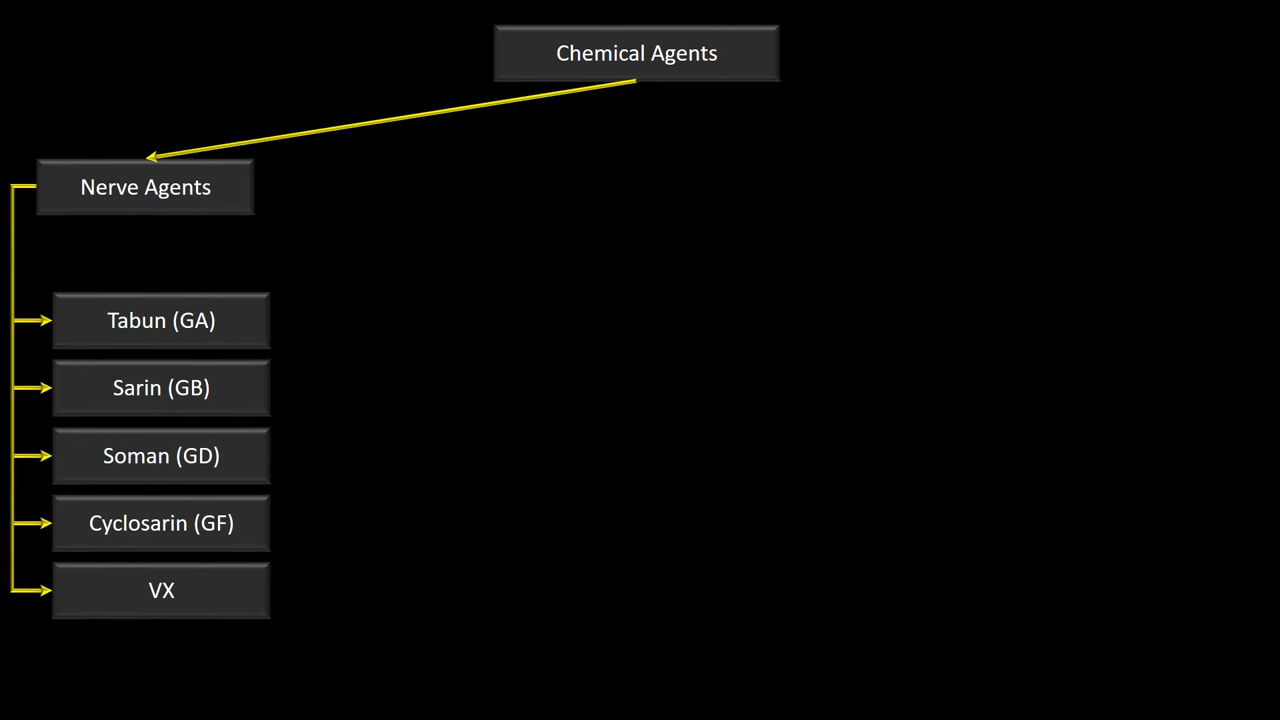 Chemical Agents
Nerve Agents
Tabun (GA)
Sarin (GB)
Soman (GD)
Cyclosarin (GF)
VX